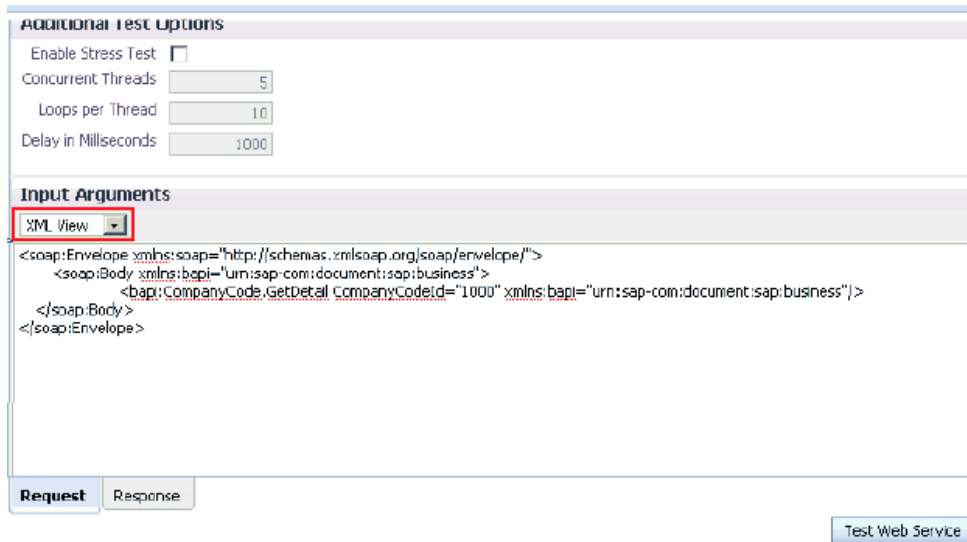 Additional Test Options
Enable Stress Test
Concurrent Threads 5
Loops per Thread 10
Delay in Milliseconds 1000
Input Arguments
XML View
<soap:Envelope xmlns:soap="http://schemas.xmlsoap.org/soap/envelope/">
<soap:Body xmlns:bapi="urn:sap-com:document:sap:business">
<bapi:CompanyCode.GetDetail CompanyCodeId="1000" xmlns:bapi="urn:sap-com:document:sap:business"/>
</soap:Body>
</soap:Envelope>
Request Response
Test Web Service